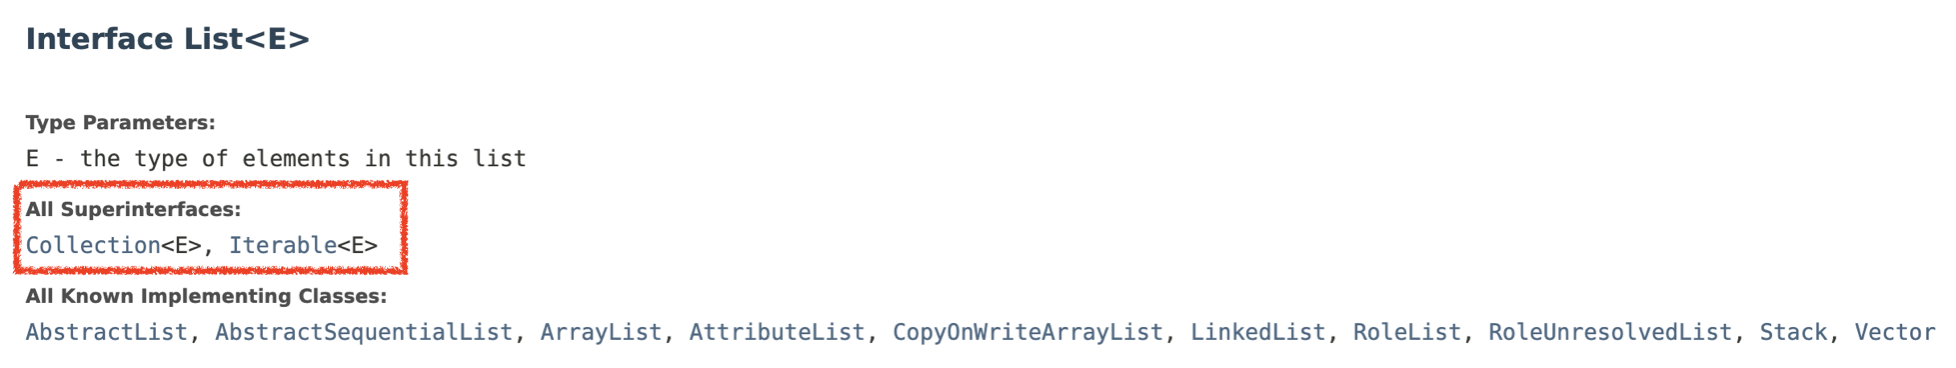 Interface List<E>
Type Parameters:
E - the type of elements in this list
All Superinterfaces:
Collection<E>, Iterable<E>
All Known Implementing Classes:
AbstractList, AbstractSequentialList, ArrayList, AttributeList, CopyOnWriteArrayList, LinkedList, RoleList, RoleUnresolvedList, Stack, Vector